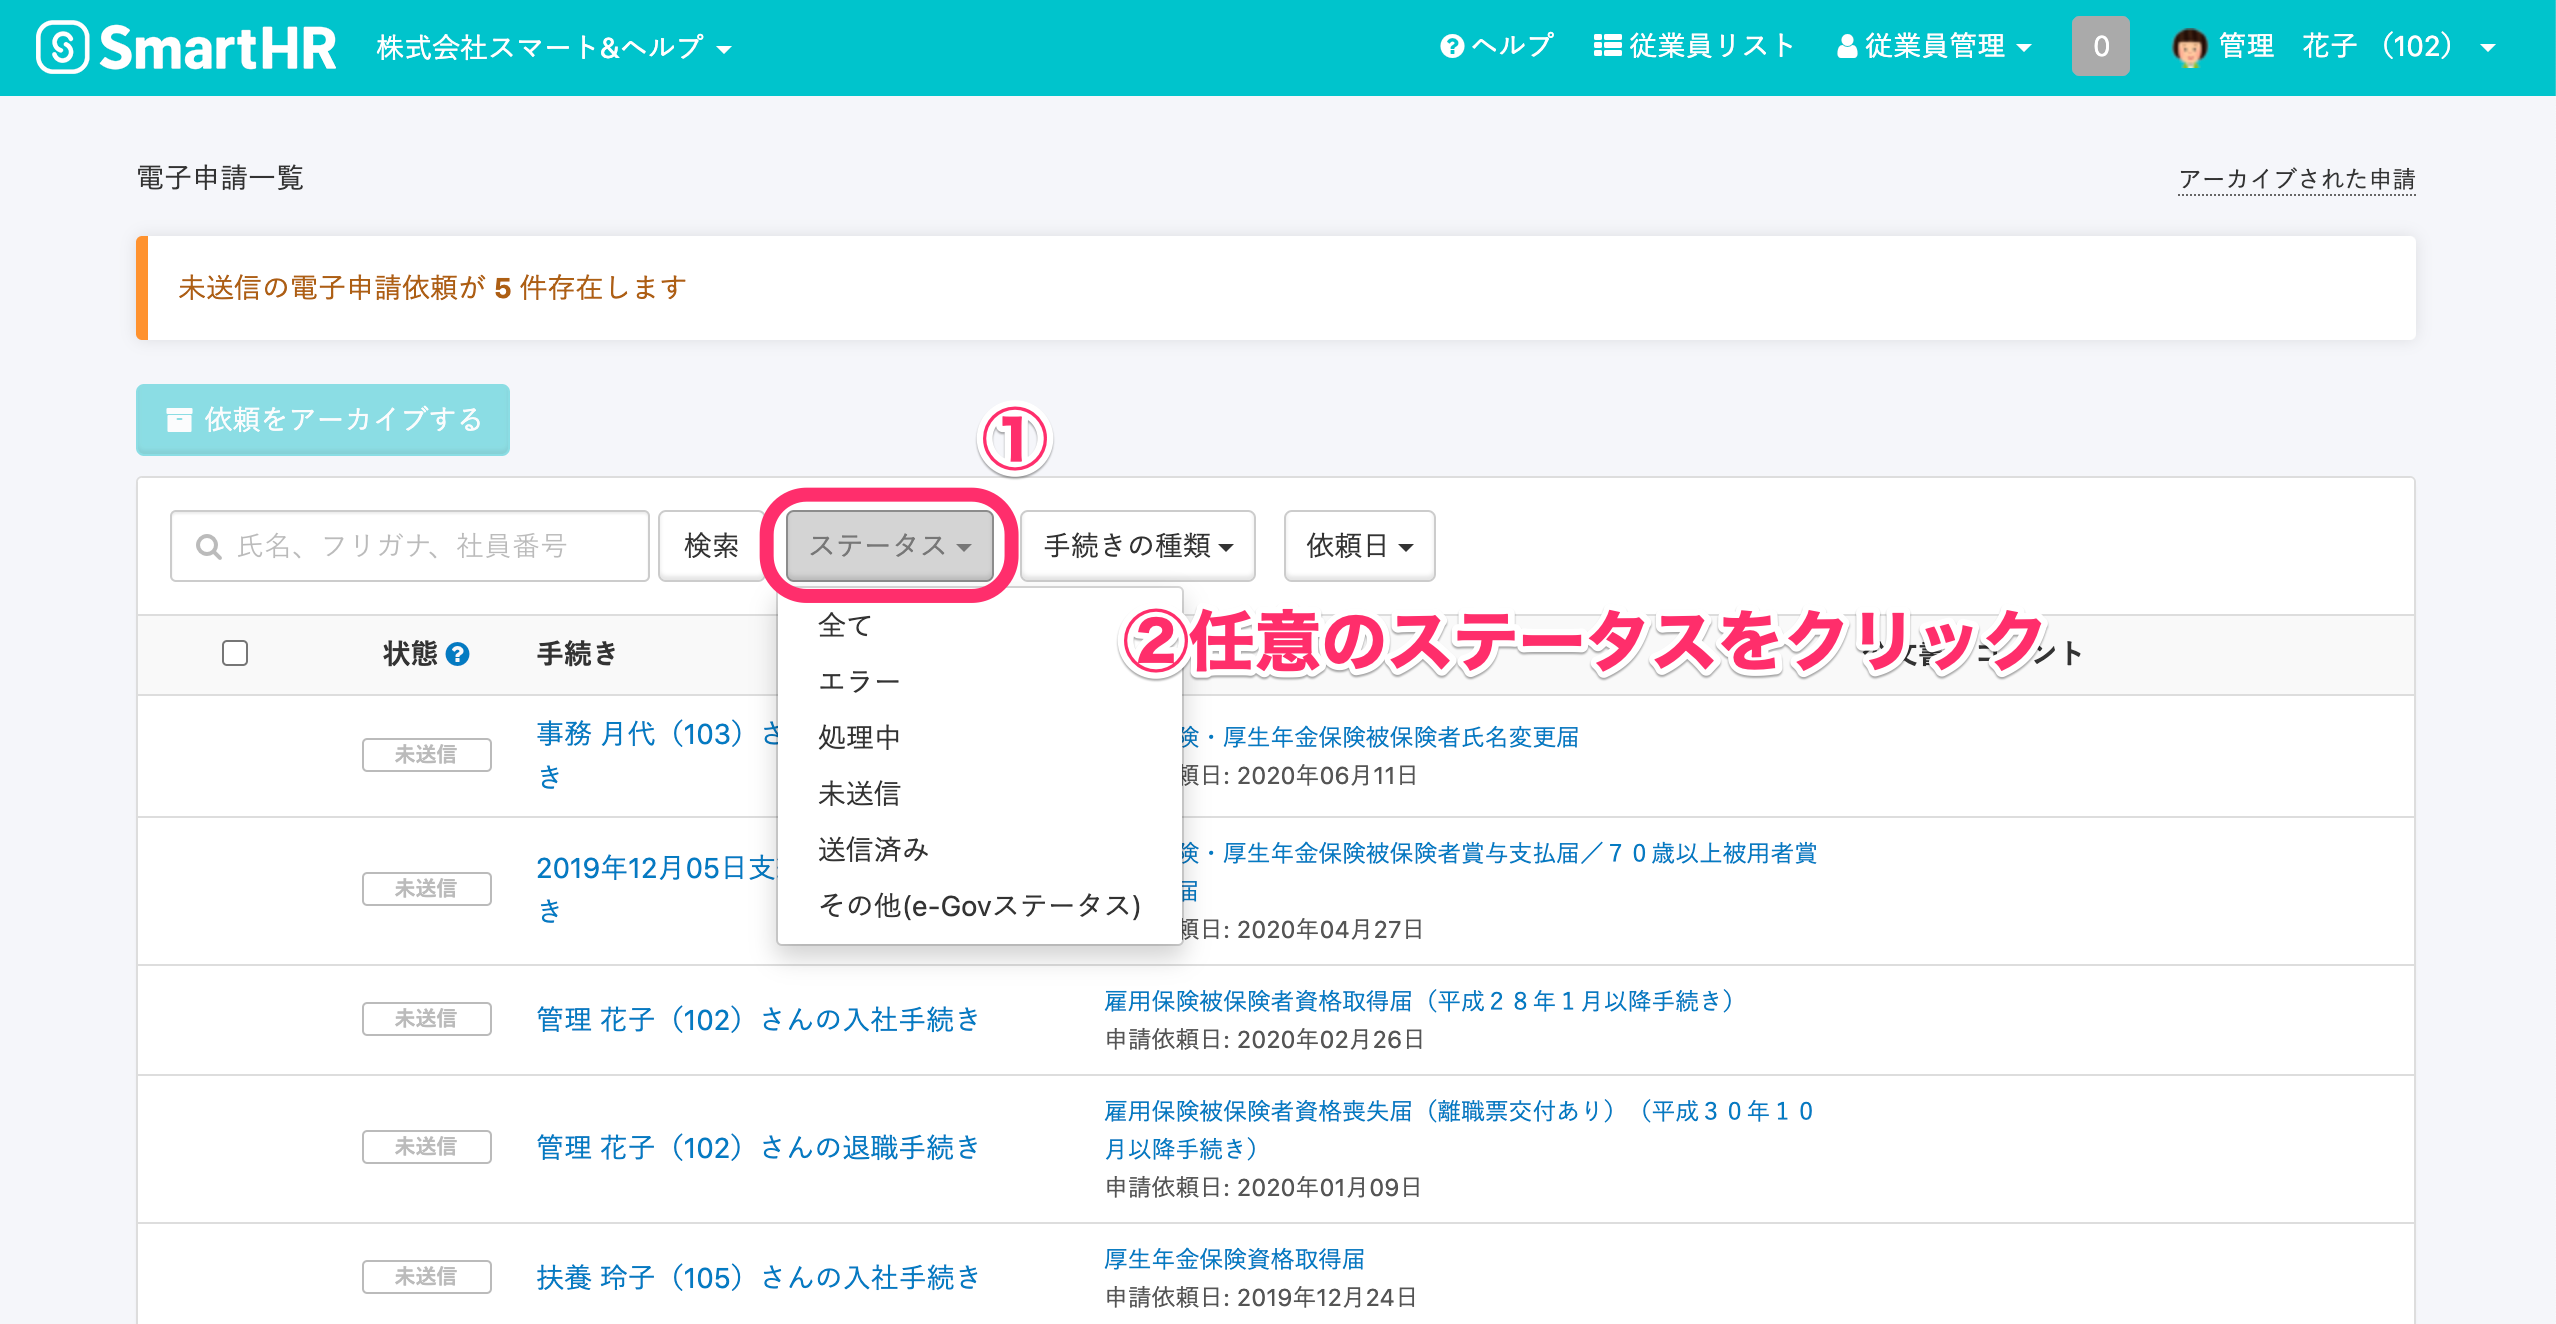 SmartHR 株式会社スマート&ヘルプ ヘルプ 従業員リスト 従業員管理 0 管理 花子 (102)
電子申請一覧 アーカイブされた申請
未送信の電子申請依頼が 5 件存在します
依頼をアーカイブする
①
氏名、フリガナ、社員番号 検索 ステータス 手続きの種類 依頼日
全て
エラー
処理中
未送信
送信済み
その他(e-Govステータス)
②任意のステータスをクリック
状態 手続き
未送信 事務 月代（103）さ
き
険・厚生年金保険被保険者氏名変更届
頼日: 2020年06月11日
未送信 2019年12月05日支
き
険・厚生年金保険被保険者賞与支払届／７０歳以上被用者賞
届
頼日: 2020年04月27日
未送信 管理 花子（102）さんの入社手続き
雇用保険被保険者資格取得届（平成２８年１月以降手続き）
申請依頼日: 2020年02月26日
未送信 管理 花子（102）さんの退職手続き
雇用保険被保険者資格喪失届（離職票交付あり）（平成３０年１０
月以降手続き）
申請依頼日: 2020年01月09日
未送信 扶養 玲子（105）さんの入社手続き
厚生年金保険資格取得届
申請依頼日: 2019年12月24日